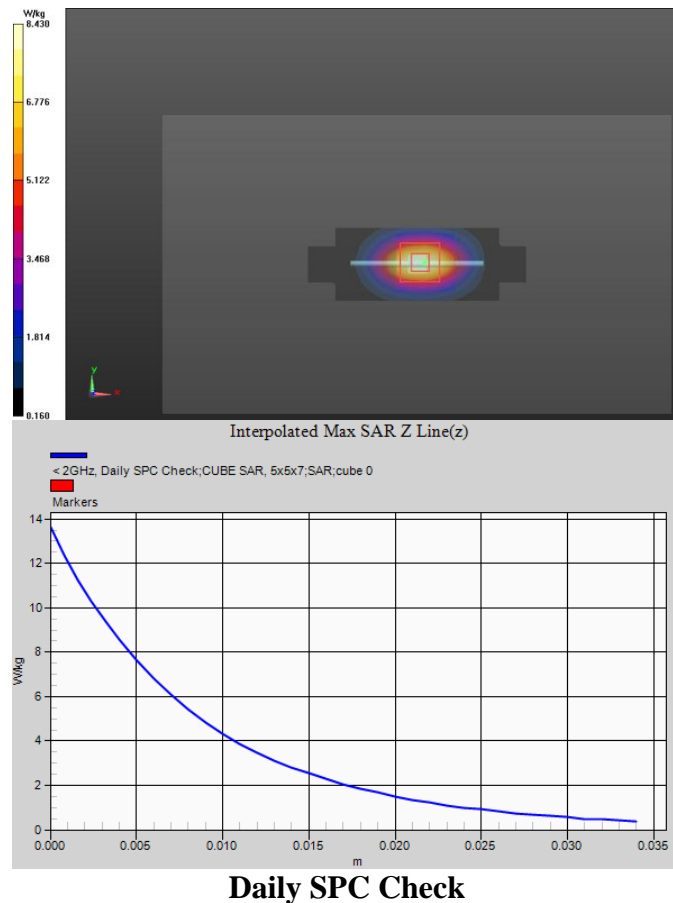 W/kg
8.430
6.776
5.122
3.468
1.814
0.160
y
x
Interpolated Max SAR Z Line(z)
< 2GHz, Daily SPC Check;CUBE SAR, 5x5x7;SAR;cube 0
Markers
14
12
10
8
6
4
2
0
W/kg
0.000 0.005 0.010 0.015 0.020 0.025 0.030 0.035
m
Daily SPC Check